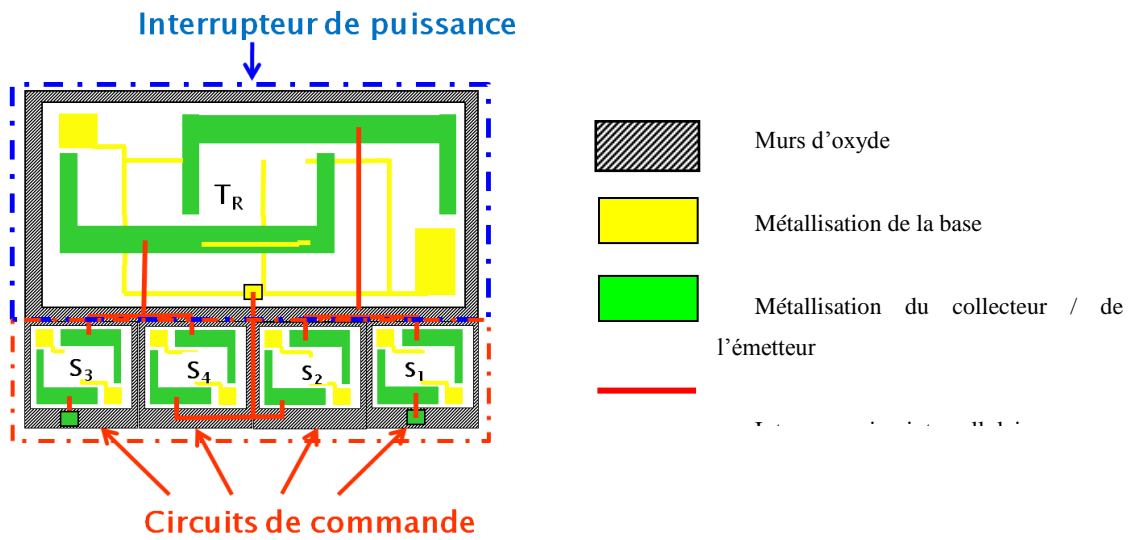 Interrupteur de puissance
T_R
S_3
S_4
S_2
S_1
Circuits de commande
Murs d'oxyde
Métallisation de la base
Métallisation du collecteur / de
l'émetteur